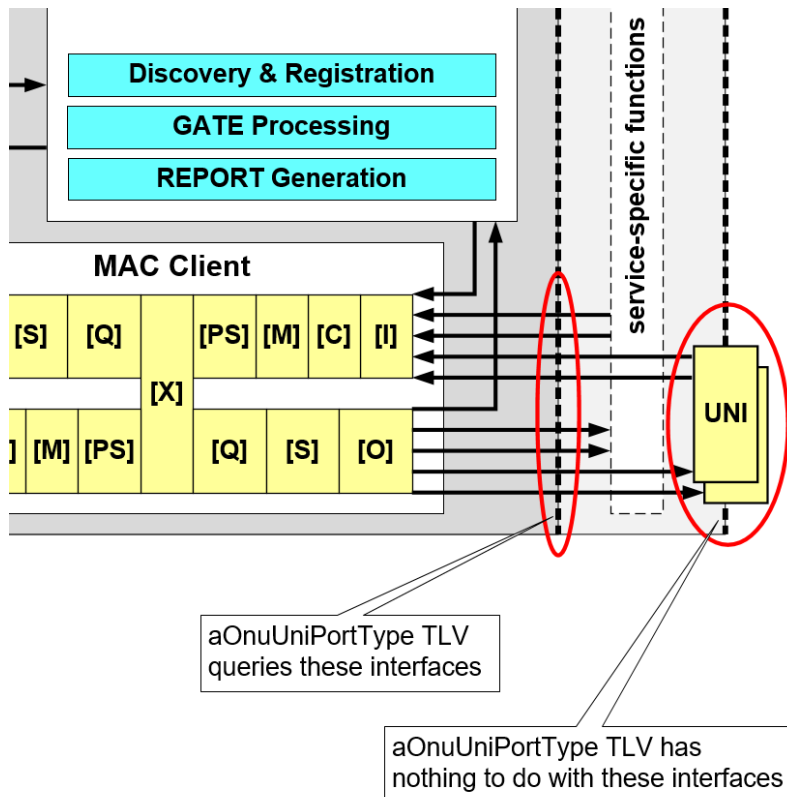 Discovery & Registration
GATE Processing
REPORT Generation
service-specific functions
MAC Client
[S] [Q] [PS] [M] [C] [I]
[X]
UNI
] [M] [PS] [Q] [S] [O]
aOnuUniPortType TLV
queries these interfaces
aOnuUniPortType TLV has
nothing to do with these interfaces